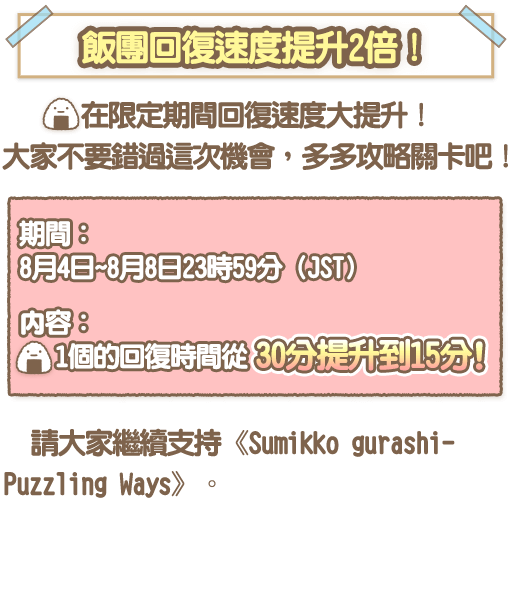 飯團回復速度提升2倍！
在限定期間回復速度大提升！
大家不要錯過這次機會，多多攻略關卡吧！
期間：
8月4日~8月8日23時59分（JST）
內容：
1個的回復時間從 30分提升到15分！
請大家繼續支持《Sumikko gurashi-
Puzzling Ways》。